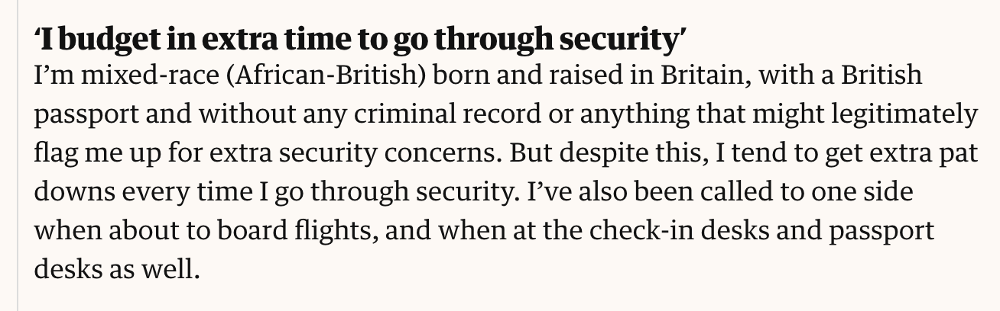 ‘I budget in extra time to go through security’
I’m mixed-race (African-British) born and raised in Britain, with a British
passport and without any criminal record or anything that might legitimately
flag me up for extra security concerns. But despite this, I tend to get extra pat
downs every time I go through security. I’ve also been called to one side
when about to board flights, and when at the check-in desks and passport
desks as well.